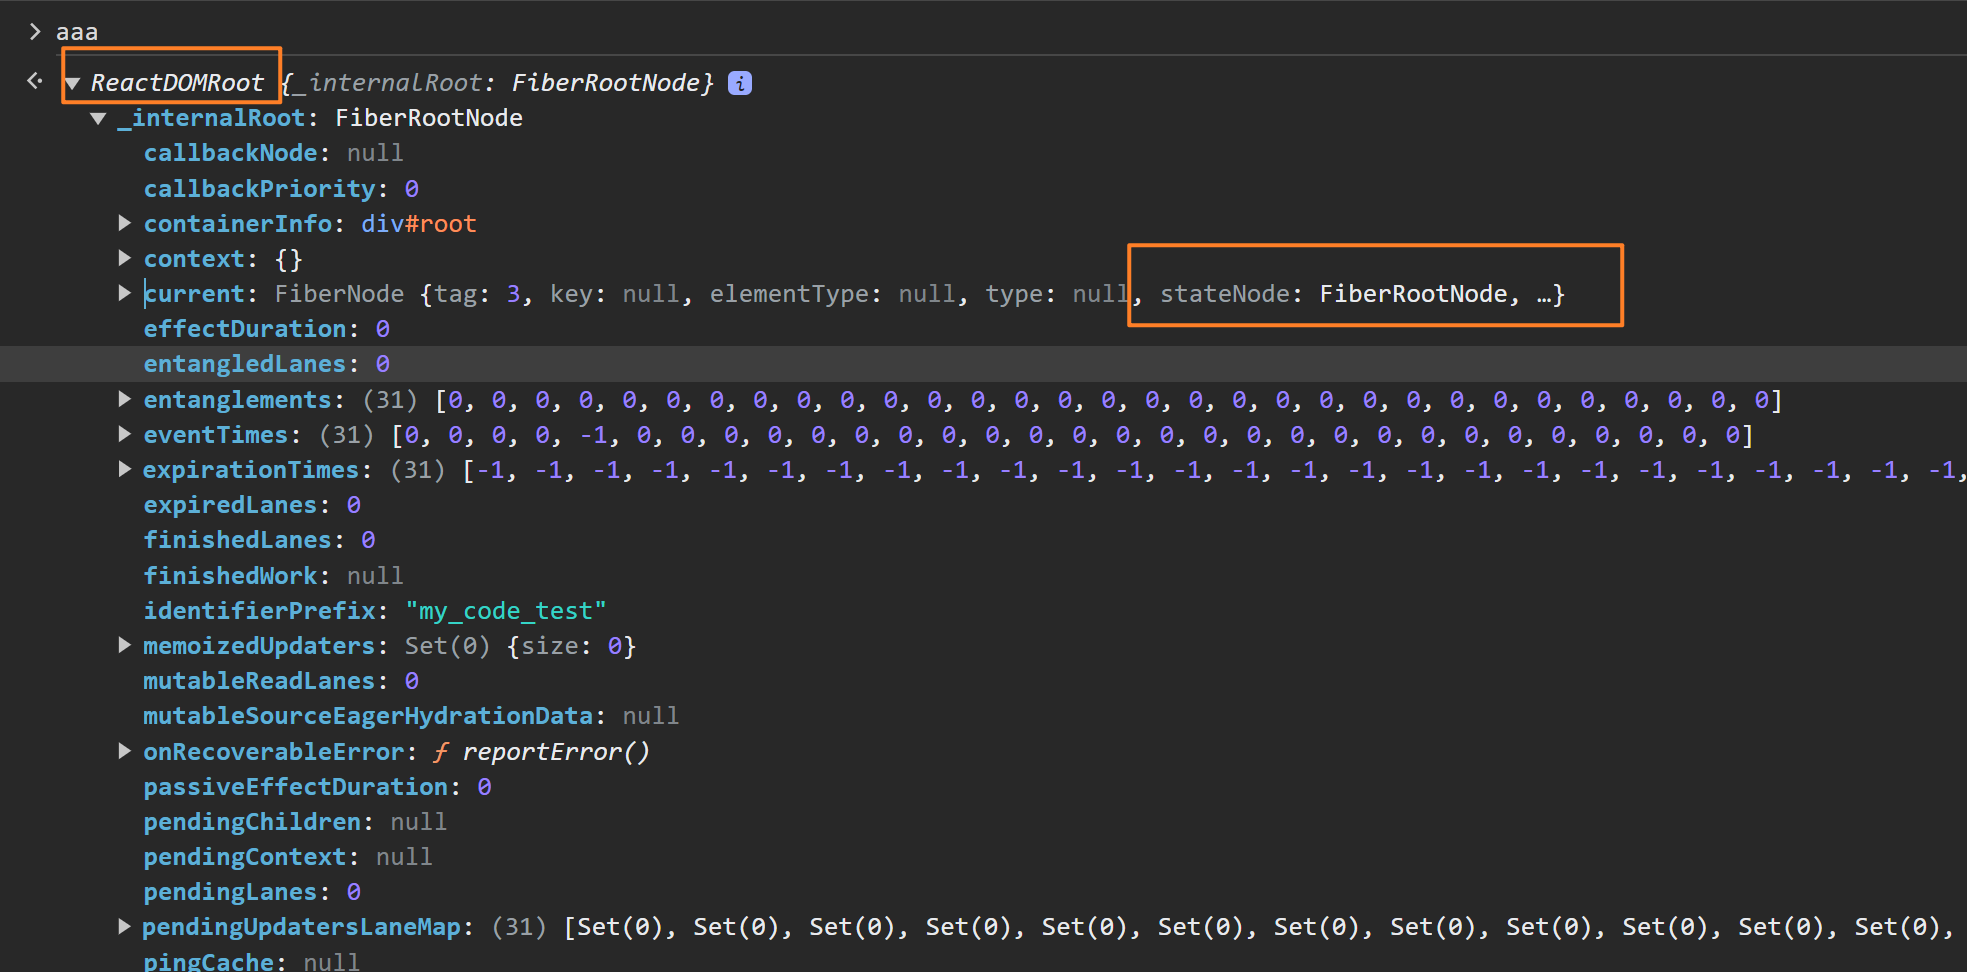 > aaa
ReactDOMRoot {_internalRoot: FiberRootNode} i
_internalRoot: FiberRootNode
callbackNode: null
callbackPriority: 0
containerInfo: div#root
context: {}
current: FiberNode {tag: 3, key: null, elementType: null, type: null, stateNode: FiberRootNode, …}
effectDuration: 0
entangledLanes: 0
entanglements: (31) [0, 0, 0, 0, 0, 0, 0, 0, 0, 0, 0, 0, 0, 0, 0, 0, 0, 0, 0, 0, 0, 0, 0, 0, 0, 0, 0, 0, 0, 0, 0]
eventTimes: (31) [0, 0, 0, 0, -1, 0, 0, 0, 0, 0, 0, 0, 0, 0, 0, 0, 0, 0, 0, 0, 0, 0, 0, 0, 0, 0, 0, 0, 0, 0, 0]
expirationTimes: (31) [-1, -1, -1, -1, -1, -1, -1, -1, -1, -1, -1, -1, -1, -1, -1, -1, -1, -1, -1, -1, -1, -1, -1, -1, -1, -1,
expiredLanes: 0
finishedLanes: 0
finishedWork: null
identifierPrefix: "my_code_test"
memoizedUpdaters: Set(0) {size: 0}
mutableReadLanes: 0
mutableSourceEagerHydrationData: null
onRecoverableError: ƒ reportError()
passiveEffectDuration: 0
pendingChildren: null
pendingContext: null
pendingLanes: 0
pendingUpdatersLaneMap: (31) [Set(0), Set(0), Set(0), Set(0), Set(0), Set(0), Set(0), Set(0), Set(0), Set(0), Set(0), Set(0),
pingCache: null